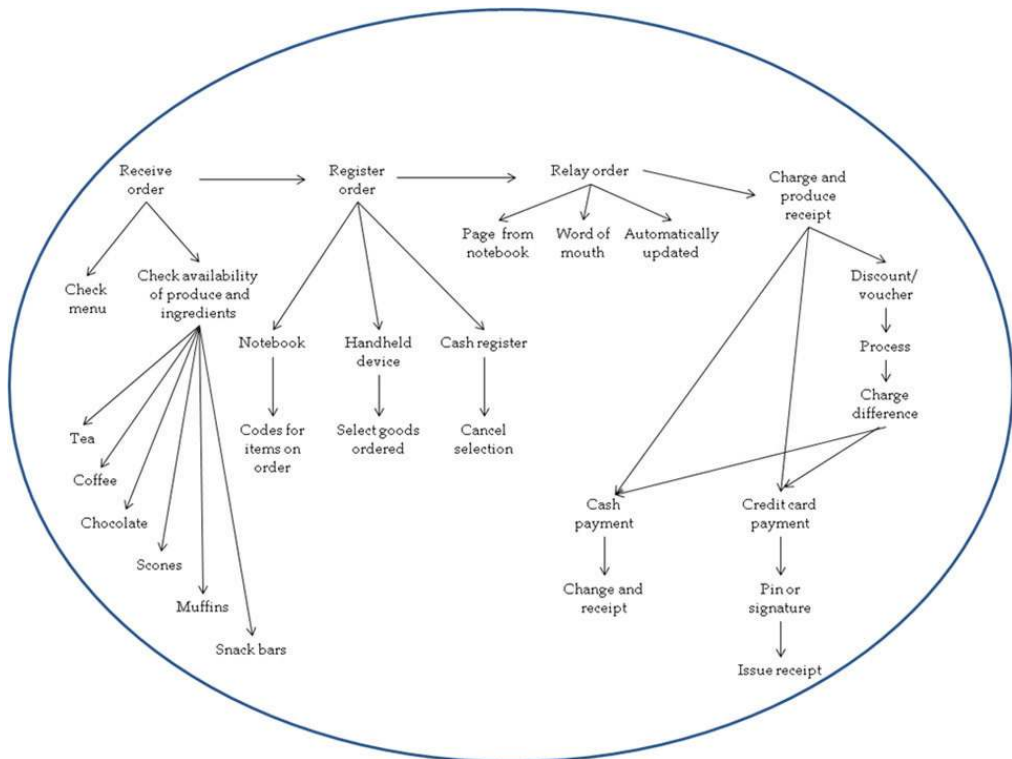 Receive
order
Register
order
Relay order
Charge and
produce
receipt
Check
menu
Check availability
of produce and
ingredients
Page from
notebook
Word of
mouth
Automatically
updated
Discount/
voucher
Notebook
Handheld
device
Cash register
Process
Charge
difference
Tea
Coffee
Chocolate
Scones
Muffins
Snack bars
Codes for
items on
order
Select goods
ordered
Cancel
selection
Cash
payment
Credit card
payment
Change and
receipt
Pin or
signature
Issue receipt